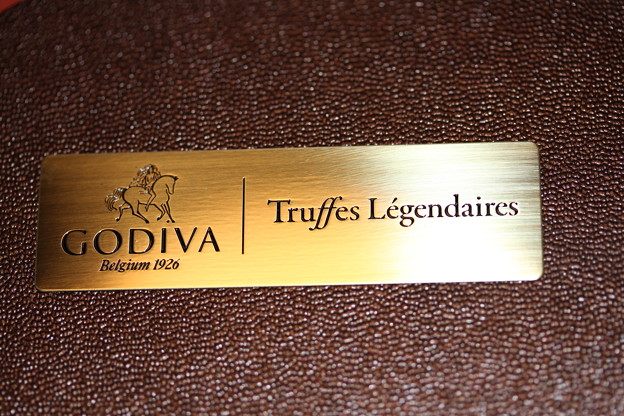 GODIVA
Belgium 1926
Truffes Légendaires